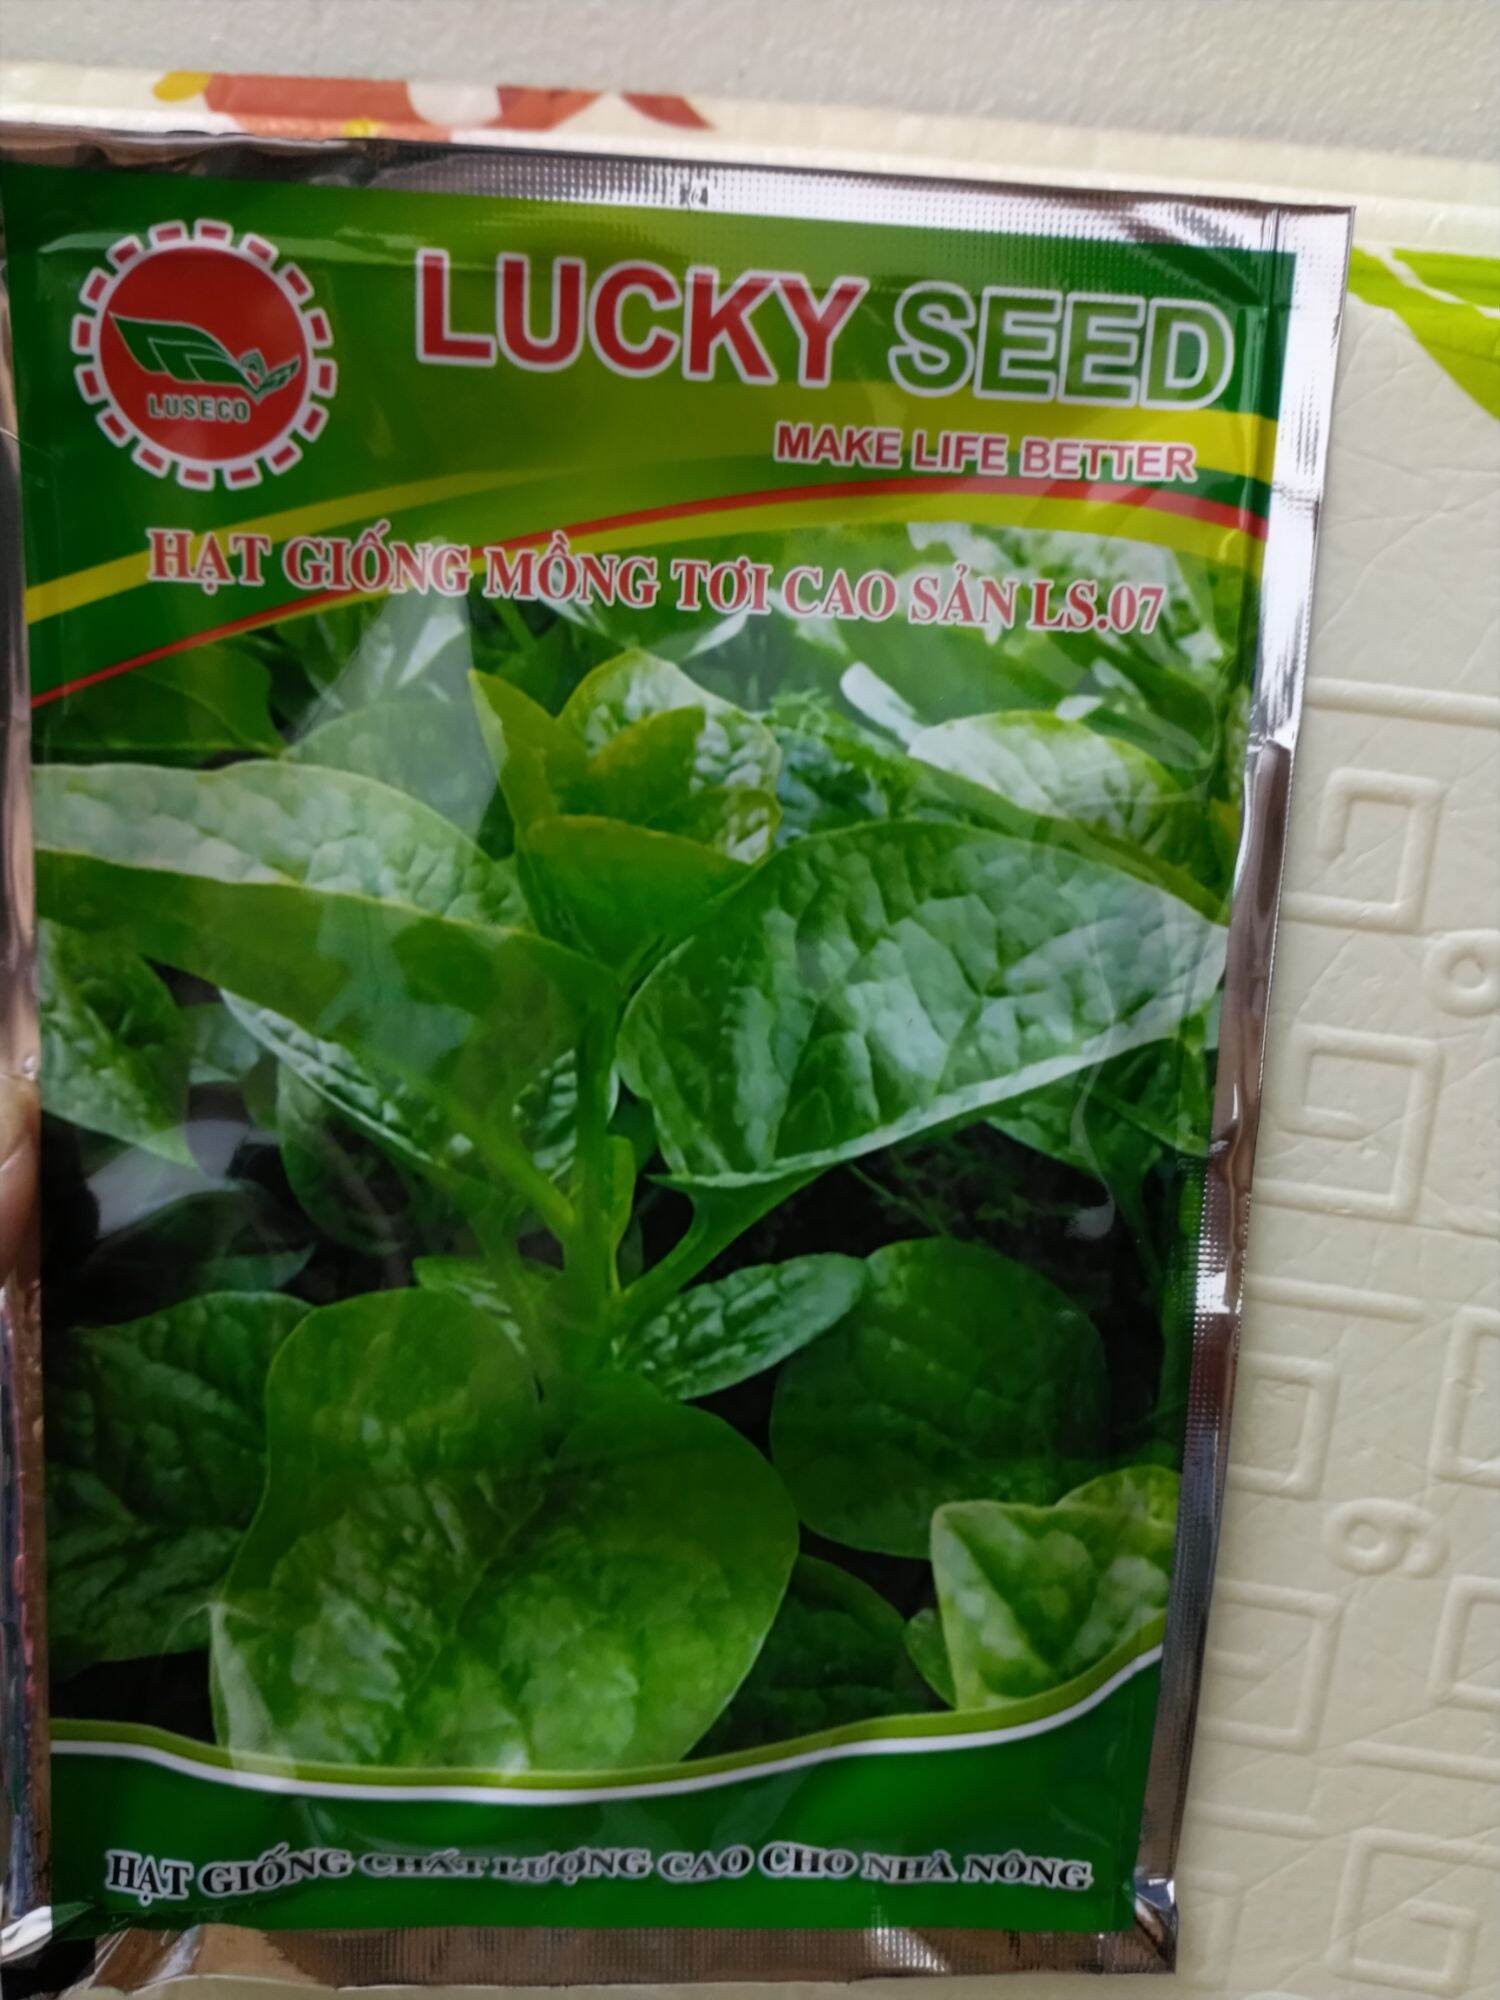 LUSECO
LUCKY SEED
MAKE LIFE BETTER
HẠT GIỐNG MỒNG TƠI CAO SẢN LS.07
HẠT GIỐNG CHẤT LƯỢNG CAO CHO NHÀ NÔNG